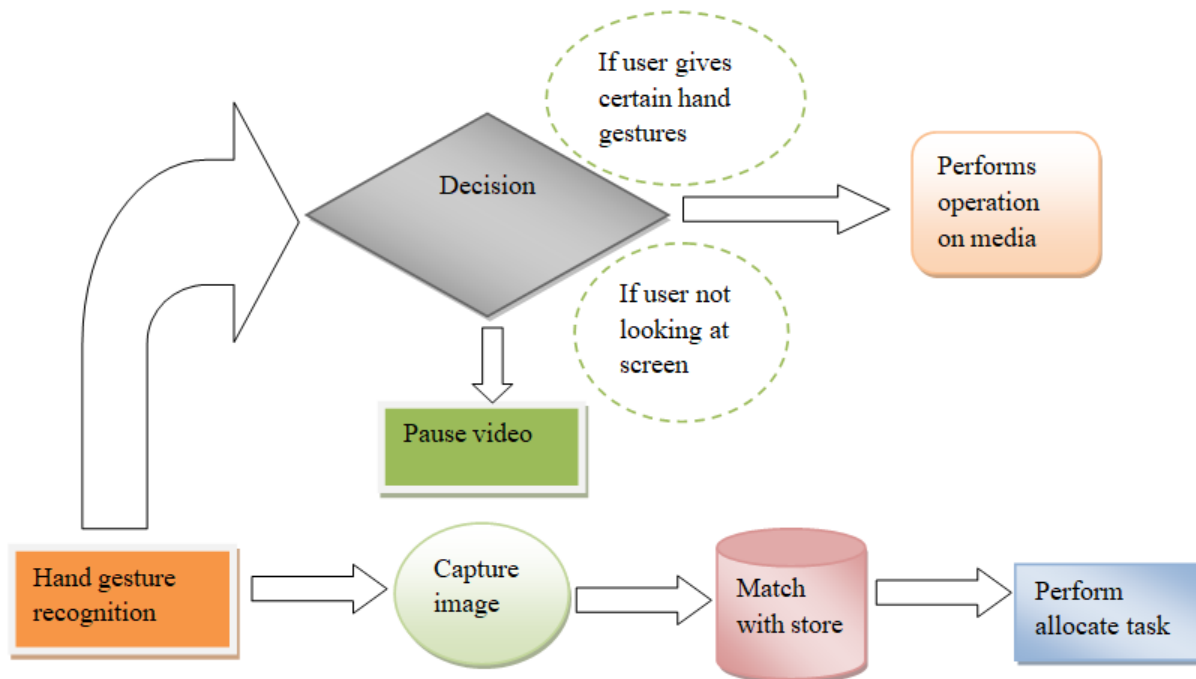 If user gives
certain hand
gestures
Decision
Performs
operation
on media
If user not
looking at
screen
Pause video
Hand gesture
recognition
Capture
image
Match
with store
Perform
allocate task